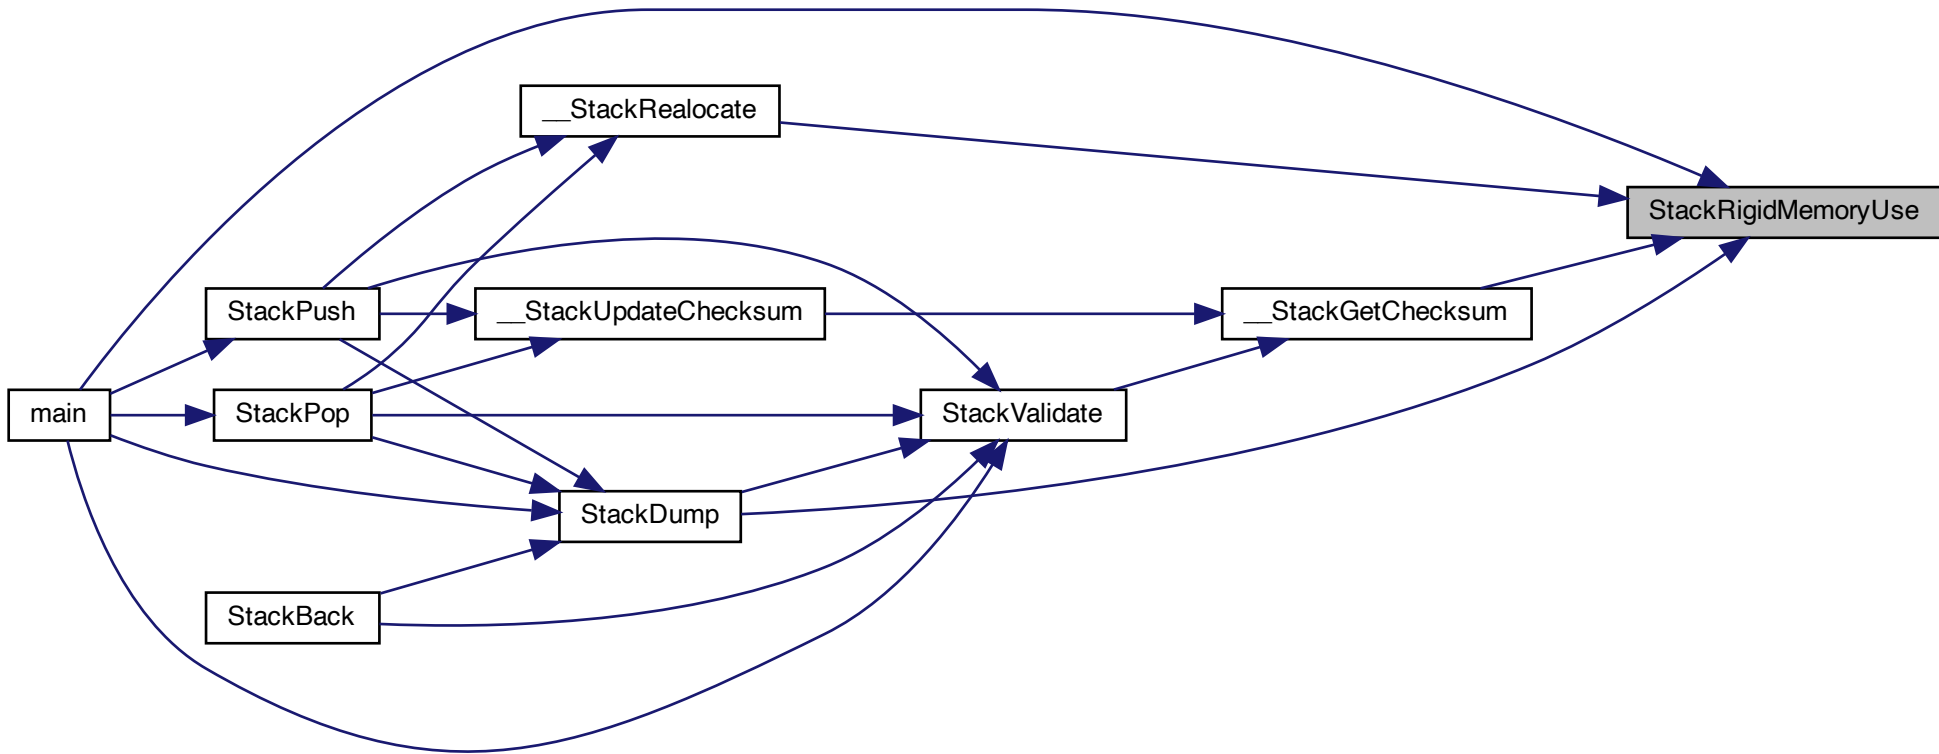 __StackRealocate
StackRigidMemoryUse
StackPush
__StackUpdateChecksum
__StackGetChecksum
main
StackPop
StackValidate
StackDump
StackBack